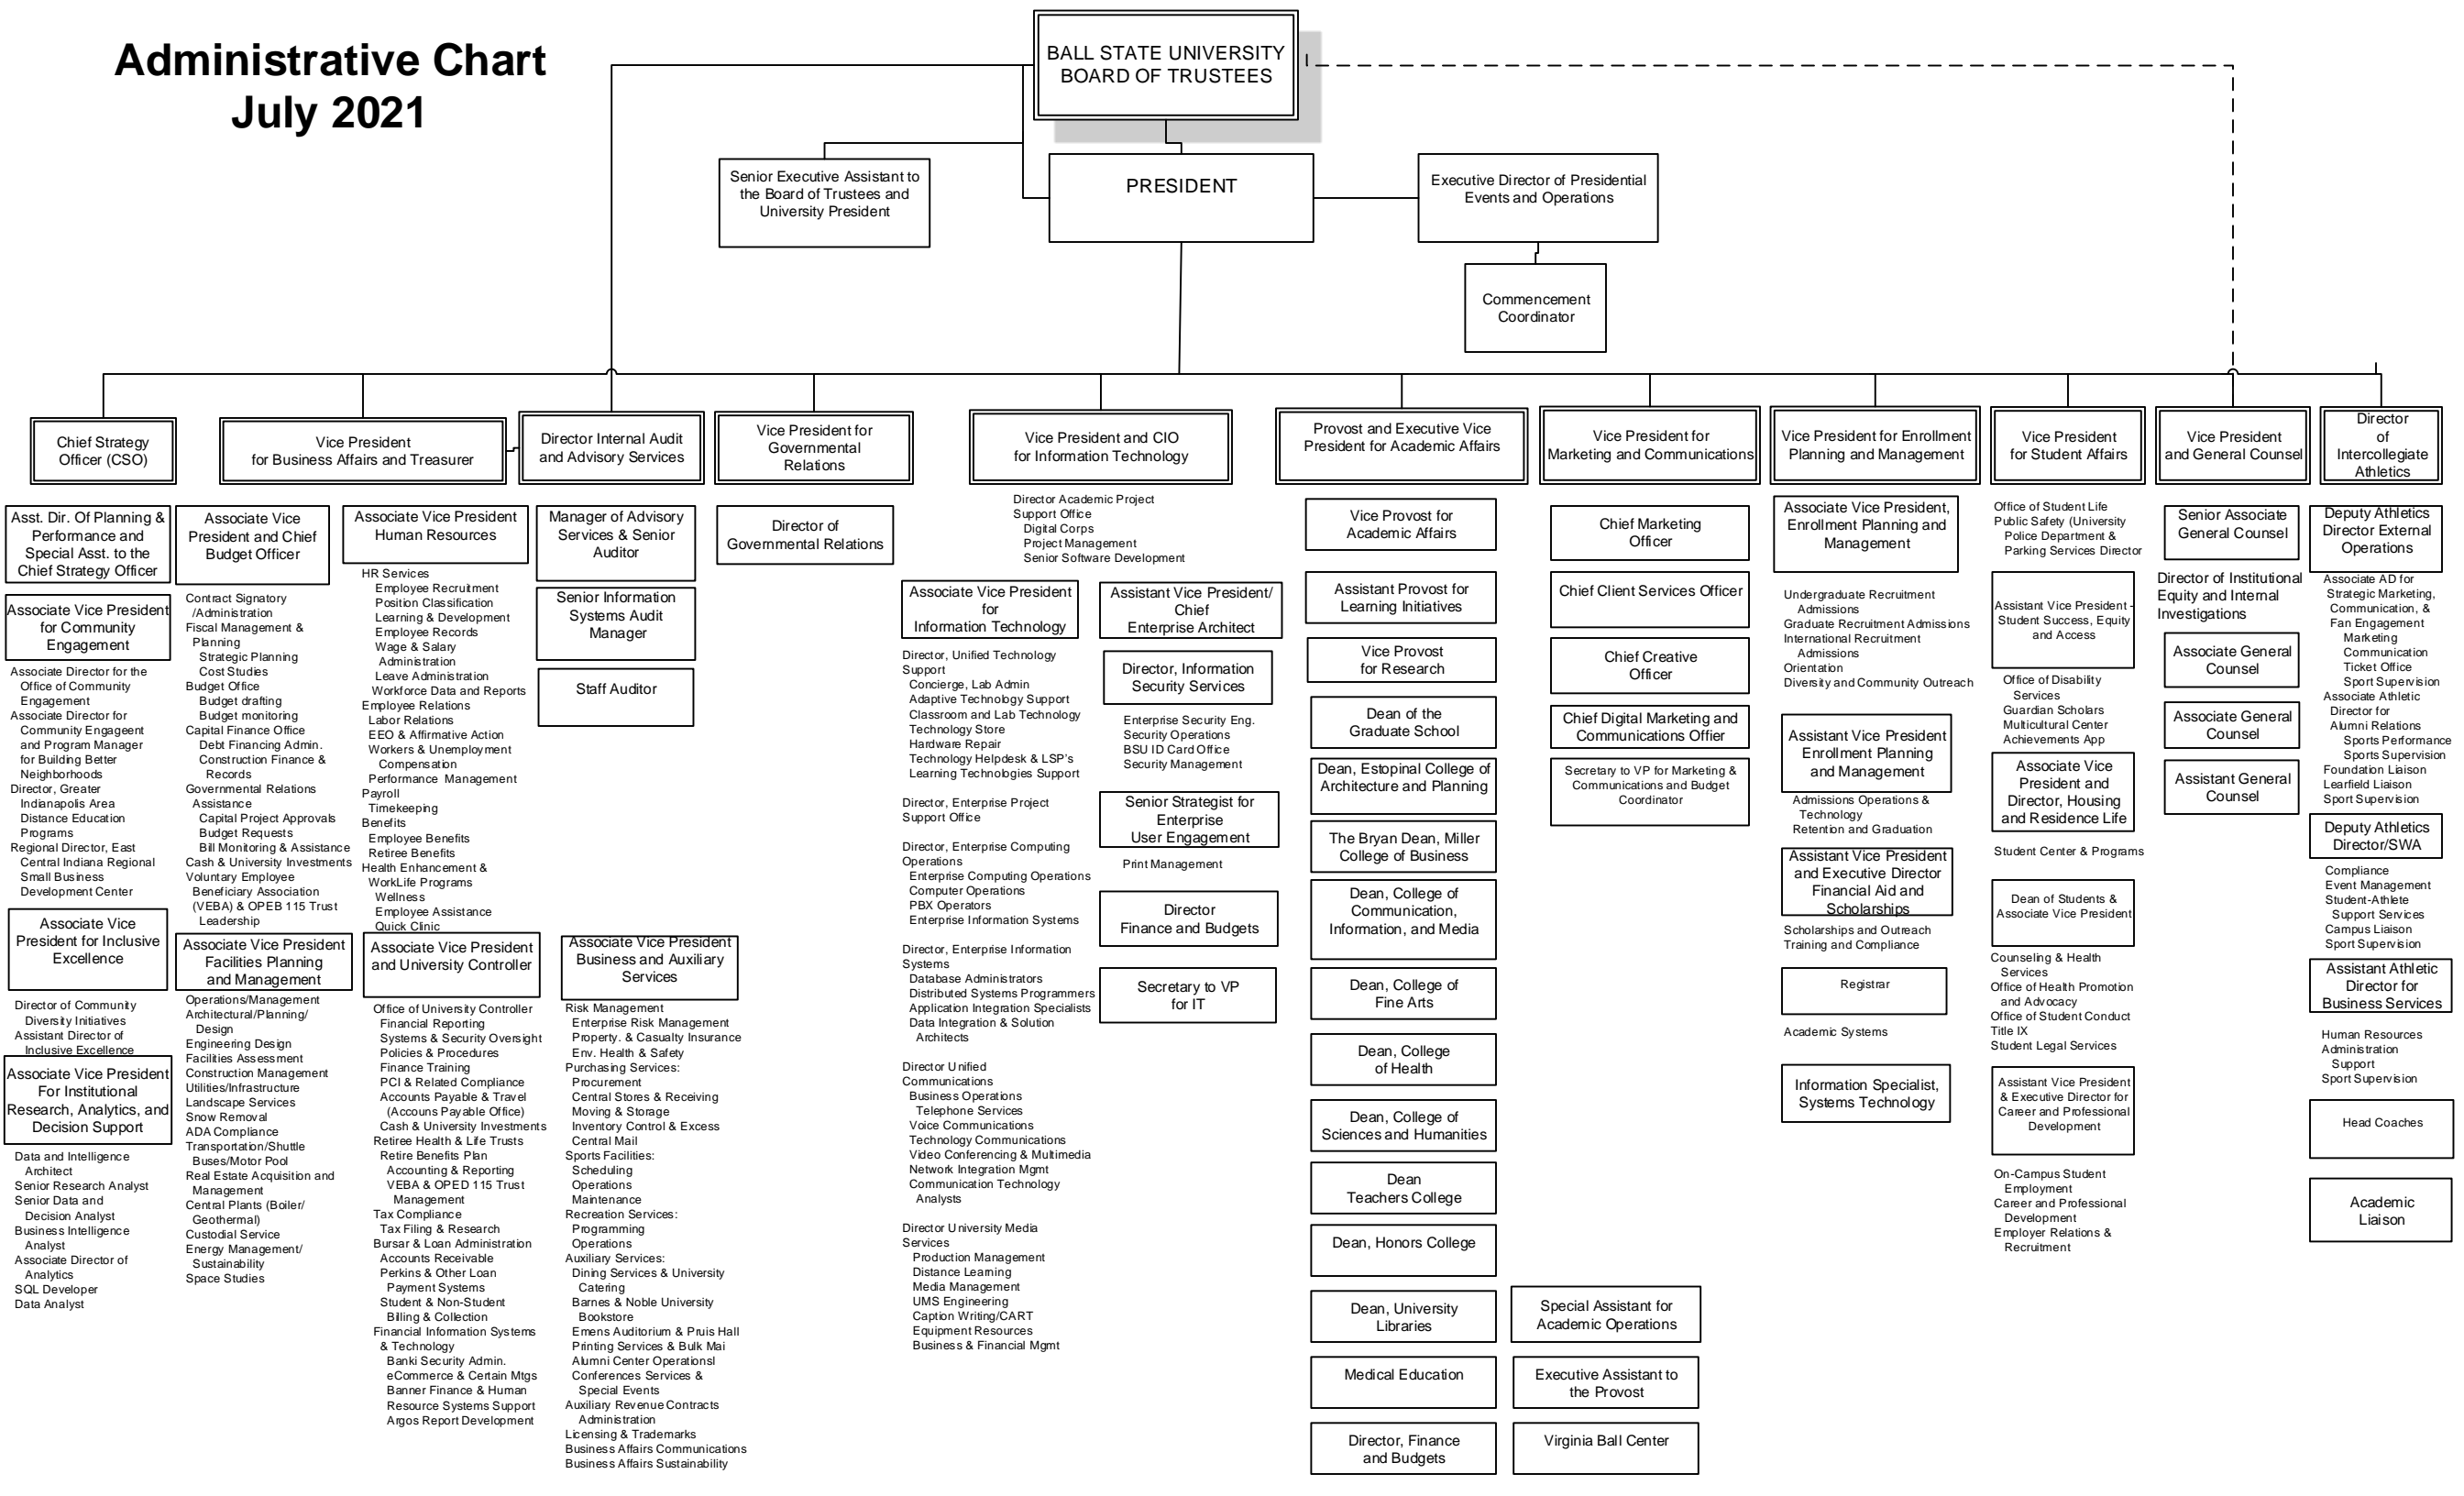 Administrative Chart
July 2021
BALL STATE UNIVERSITY
BOARD OF TRUSTEES
Senior Executive Assistant to
the Board of Trustees and
University President
PRESIDENT
Executive Director of Presidential
Events and Operations
Commencement
Coordinator
Chief Strategy
Officer (CSO)
Vice President
for Business Affairs and Treasurer
Director Internal Audit
and Advisory Services
Vice President for
Governmental
Relations
Vice President and CIO
for Information Technology
Provost and Executive Vice
President for Academic Affairs
Vice President for
Marketing and Communications
Vice President for Enrollment
Planning and Management
Vice President
for Student Affairs
Vice President
and General Counsel
Director
of
Intercollegiate
Athletics
Asst. Dir. Of Planning &
Performance and
Special Asst. to the
Chief Strategy Officer
Associate Vice President
for Community
Engagement
Associate Director for the
Office of Community
Engagement
Associate Director for
Community Engageent
and Program Manager
for Building Better
Neighborhoods
Director, Greater
Indianapolis Area
Distance Education
Programs
Regional Director, East
Central Indiana Regional
Small Business
Development Center
Associate Vice
President for Inclusive
Excellence
Director of Community
Diversity Initiatives
Assistant Director of
Inclusive Excellence
Associate Vice President
For Institutional
Research, Analytics, and
Decision Support
Data and Intelligence
Architect
Senior Research Analyst
Senior Data and
Decision Analyst
Business Intelligence
Analyst
Associate Director of
Analytics
SQL Developer
Data Analyst
Associate Vice
President and Chief
Budget Officer
Contract Signatory
/Administration
Fiscal Management &
Planning
Strategic Planning
Cost Studies
Budget Office
Budget drafting
Budget monitoring
Capital Finance Office
Debt Financing Admin.
Construction Finance &
Records
Governmental Relations
Assistance
Capital Project Approvals
Budget Requests
Bill Monitoring & Assistance
Cash & University Investments
Voluntary Employee
Beneficiary Association
(VEBA) & OPEB 115 Trust
Leadership
Associate Vice President
Facilities Planning
and Management
Operations/Management
Architectural/Planning/
Design
Engineering Design
Facilities Assessment
Construction Management
Utilities/Infrastructure
Landscape Services
Snow Removal
ADA Compliance
Transportation/Shuttle
Buses/Motor Pool
Real Estate Acquisition and
Management
Central Plants (Boiler/
Geothermal)
Custodial Service
Energy Management/
Sustainability
Space Studies
Associate Vice President
Human Resources
HR Services
Employee Recruitment
Position Classification
Learning & Development
Employee Records
Wage & Salary
Administration
Leave Administration
Workforce Data and Reports
Employee Relations
Labor Relations
EEO & Affirmative Action
Workers & Unemployment
Compensation
Performance Management
Payroll
Timekeeping
Benefits
Employee Benefits
Retiree Benefits
Health Enhancement &
WorkLife Programs
Wellness
Employee Assistance
Quick Clinic
Associate Vice President
and University Controller
Office of University Controller
Financial Reporting
Systems & Security Oversight
Policies & Procedures
Finance Training
PCI & Related Compliance
Accounts Payable & Travel
(Accouns Payable Office)
Cash & University Investments
Retiree Health & Life Trusts
Retire Benefits Plan
Accounting & Reporting
VEBA & OPED 115 Trust
Management
Tax Compliance
Tax Filing & Research
Bursar & Loan Administration
Accounts Receivable
Perkins & Other Loan
Payment Systems
Student & Non-Student
Billing & Collection
Financial Information Systems
& Technology
Banki Security Admin.
eCommerce & Certain Mtgs
Banner Finance & Human
Resource Systems Support
Argos Report Development
Manager of Advisory
Services & Senior
Auditor
Senior Information
Systems Audit
Manager
Staff Auditor
Associate Vice President
Business and Auxiliary
Services
Risk Management
Enterprise Risk Management
Property. & Casualty Insurance
Env. Health & Safety
Purchasing Services:
Procurement
Central Stores & Receiving
Moving & Storage
Inventory Control & Excess
Central Mail
Sports Facilities:
Scheduling
Operations
Maintenance
Recreation Services:
Programming
Operations
Auxiliary Services:
Dining Services & University
Catering
Barnes & Noble University
Bookstore
Emens Auditorium & Pruis Hall
Printing Services & Bulk Mai
Alumni Center Operationsl
Conferences Services &
Special Events
Auxiliary Revenue Contracts
Administration
Licensing & Trademarks
Business Affairs Communications
Business Affairs Sustainability
Director of
Governmental Relations
Director Academic Project
Support Office
Digital Corps
Project Management
Senior Software Development
Associate Vice President
for
Information Technology
Director, Unified Technology
Support
Concierge, Lab Admin
Adaptive Technology Support
Classroom and Lab Technology
Technology Store
Hardware Repair
Technology Helpdesk & LSP's
Learning Technologies Support
Director, Enterprise Project
Support Office
Director, Enterprise Computing
Operations
Enterprise Computing Operations
Computer Operations
PBX Operators
Enterprise Information Systems
Director, Enterprise Information
Systems
Database Administrators
Distributed Systems Programmers
Application Integration Specialists
Data Integration & Solution
Architects
Director Unified
Communications
Business Operations
Telephone Services
Voice Communications
Technology Communications
Video Conferencing & Multimedia
Network Integration Mgmt
Communication Technology
Analysts
Director University Media
Services
Production Management
Distance Learning
Media Management
UMS Engineering
Caption Writing/CART
Equipment Resources
Business & Financial Mgmt
Assistant Vice President/
Chief
Enterprise Architect
Director, Information
Security Services
Enterprise Security Eng.
Security Operations
BSU ID Card Office
Security Management
Senior Strategist for
Enterprise
User Engagement
Print Management
Director
Finance and Budgets
Secretary to VP
for IT
Vice Provost for
Academic Affairs
Assistant Provost for
Learning Initiatives
Vice Provost
for Research
Dean of the
Graduate School
Dean, Estopinal College of
Architecture and Planning
The Bryan Dean, Miller
College of Business
Dean, College of
Communication,
Information, and Media
Dean, College of
Fine Arts
Dean, College
of Health
Dean, College of
Sciences and Humanities
Dean
Teachers College
Dean, Honors College
Dean, University
Libraries
Medical Education
Director, Finance
and Budgets
Special Assistant for
Academic Operations
Executive Assistant to
the Provost
Virginia Ball Center
Chief Marketing
Officer
Chief Client Services Officer
Chief Creative
Officer
Chief Digital Marketing and
Communications Offier
Secretary to VP for Marketing &
Communications and Budget
Coordinator
Associate Vice President,
Enrollment Planning and
Management
Undergraduate Recruitment
Admissions
Graduate Recruitment Admissions
International Recruitment
Admissions
Orientation
Diversity and Community Outreach
Assistant Vice President
Enrollment Planning
and Management
Admissions Operations &
Technology
Retention and Graduation
Assistant Vice President
and Executive Director
Financial Aid and
Scholarships
Scholarships and Outreach
Training and Compliance
Registrar
Academic Systems
Information Specialist,
Systems Technology
Office of Student Life
Public Safety (University
Police Department &
Parking Services Director
Assistant Vice President -
Student Success, Equity
and Access
Office of Disability
Services
Guardian Scholars
Multicultural Center
Achievements App
Associate Vice
President and
Director, Housing
and Residence Life
Student Center & Programs
Dean of Students &
Associate Vice President
Counseling & Health
Services
Office of Health Promotion
and Advocacy
Office of Student Conduct
Title IX
Student Legal Services
Assistant Vice President
& Executive Director for
Career and Professional
Development
On-Campus Student
Employment
Career and Professional
Development
Employer Relations &
Recruitment
Senior Associate
General Counsel
Director of Institutional
Equity and Internal
Investigations
Associate General
Counsel
Associate General
Counsel
Assistant General
Counsel
Deputy Athletics
Director External
Operations
Associate AD for
Strategic Marketing,
Communication, &
Fan Engagement
Marketing
Communication
Ticket Office
Sport Supervision
Associate Athletic
Director for
Alumni Relations
Sports Performance
Sports Supervision
Foundation Liaison
Learfield Liaison
Sport Supervision
Deputy Athletics
Director/SWA
Compliance
Event Management
Student-Athlete
Support Services
Campus Liaison
Sport Supervision
Assistant Athletic
Director for
Business Services
Human Resources
Administration
Support
Sport Supervision
Head Coaches
Academic
Liaison